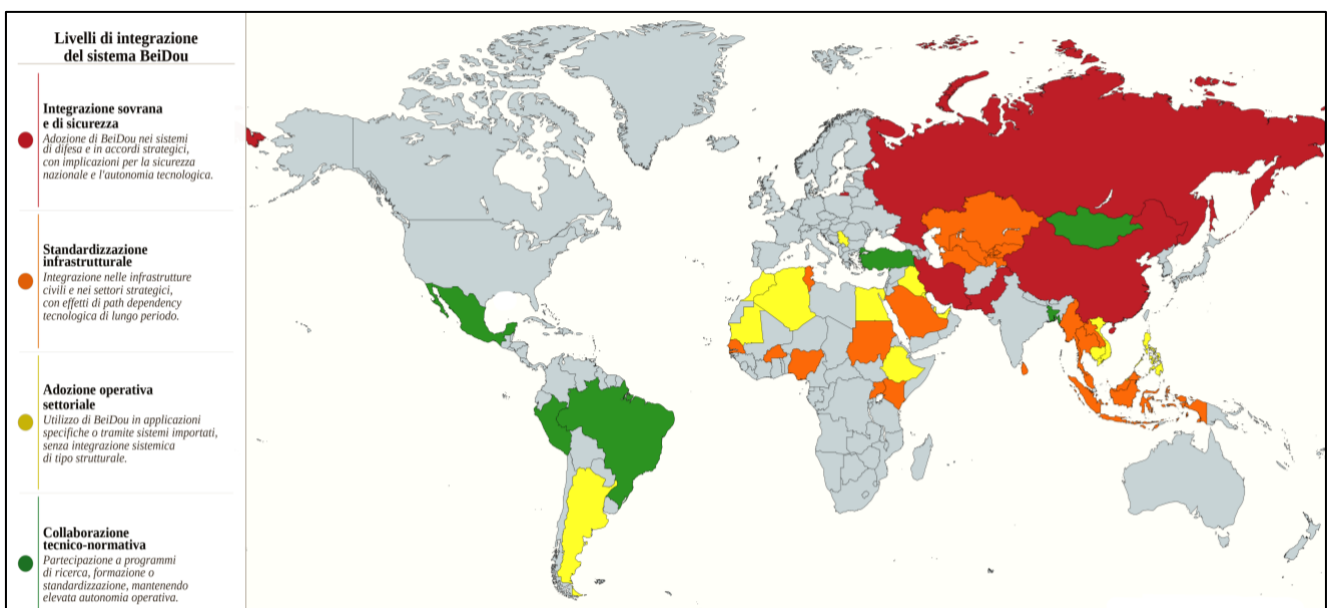 Livelli di integrazione
del sistema BeiDou
Integrazione sovrana
e di sicurezza
Adozione di BeiDou nei sistemi
di difesa e in accordi strategici,
con implicazioni per la sicurezza
nazionale e l'autonomia tecnologica.
Standardizzazione
infrastrutturale
Integrazione nelle infrastrutture
civili e nei settori strategici,
con effetti di path dependency
tecnologica di lungo periodo.
Adozione operativa
settoriale
Utilizzo di BeiDou in applicazioni
specifiche o tramite sistemi importati,
senza integrazione sistemica
di tipo strutturale.
Collaborazione
tecnico-normativa
Partecipazione a programmi
di ricerca, formazione o
standardizzazione, mantenendo
elevata autonomia operativa.